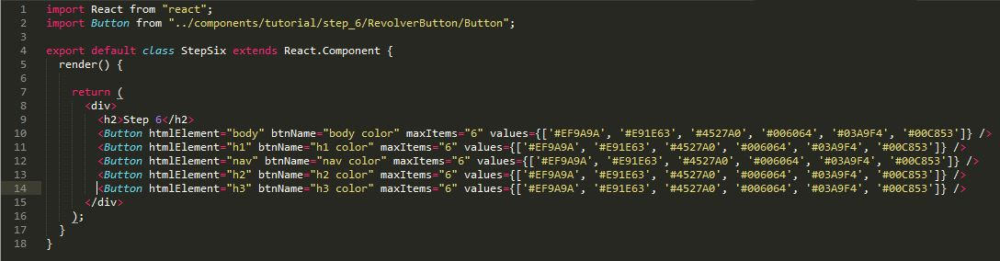 1 import React from "react";
2 import Button from "../components/tutorial/step_6/RevolverButton/Button";
3
4 export default class StepSix extends React.Component {
5 render() {
6
7 return (
8 <div>
9 <h2>Step 6</h2>
10 <Button htmlElement="body" btnName="body color" maxItems="6" values={['#EF9A9A', '#E91E63', '#4527A0', '#006064', '#03A9F4', '#00C853']} />
11 <Button htmlElement="h1" btnName="h1 color" maxItems="6" values={['#EF9A9A', '#E91E63', '#4527A0', '#006064', '#03A9F4', '#00C853']} />
12 <Button htmlElement="nav" btnName="nav color" maxItems="6" values={['#EF9A9A', '#E91E63', '#4527A0', '#006064', '#03A9F4', '#00C853']} />
13 <Button htmlElement="h2" btnName="h2 color" maxItems="6" values={['#EF9A9A', '#E91E63', '#4527A0', '#006064', '#03A9F4', '#00C853']} />
14 <Button htmlElement="h3" btnName="h3 color" maxItems="6" values={['#EF9A9A', '#E91E63', '#4527A0', '#006064', '#03A9F4', '#00C853']} />
15 </div>
16 );
17 }
18 }